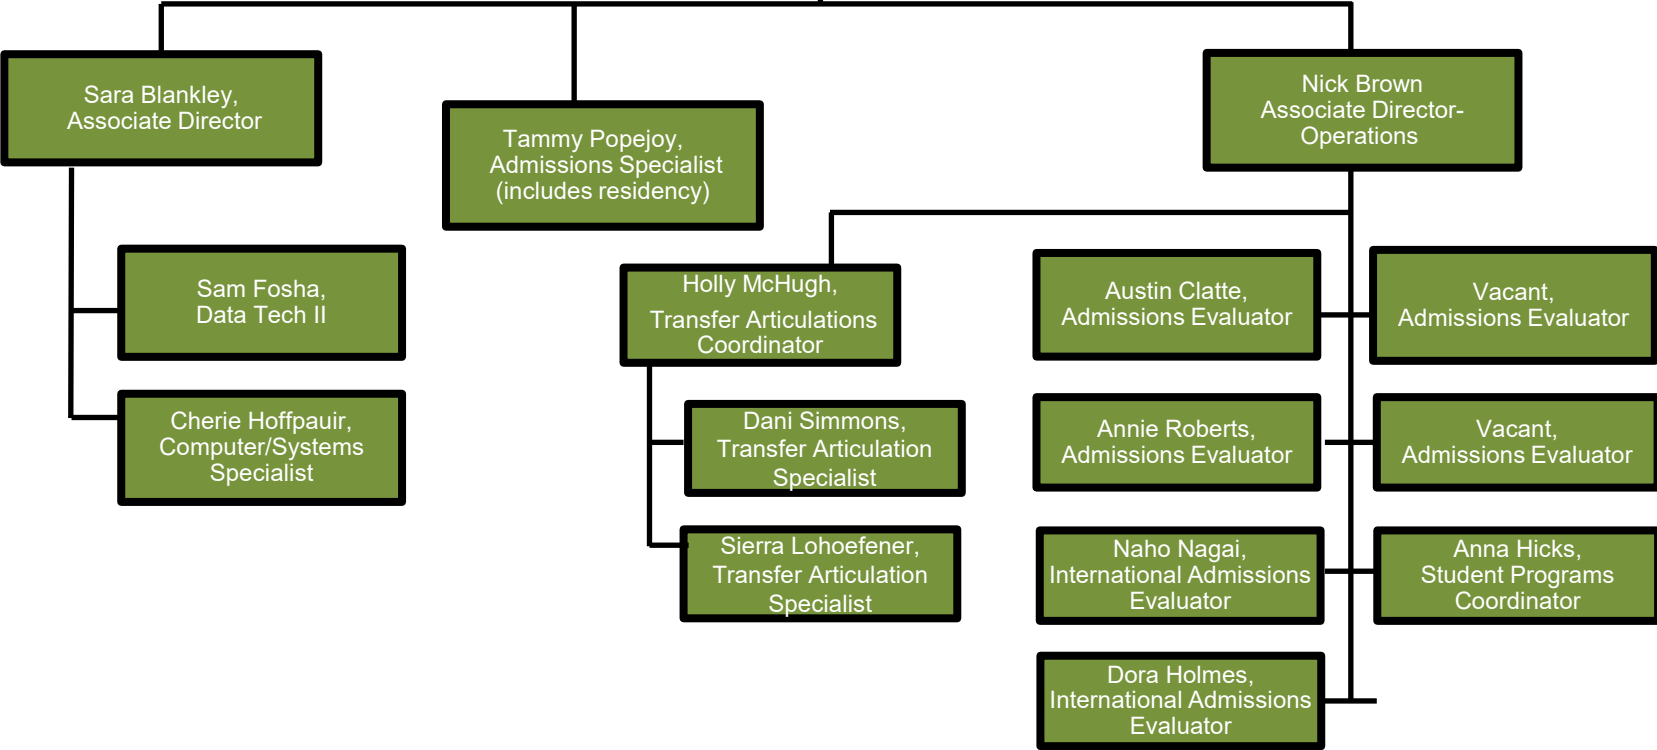 Sara Blankley,
Associate Director
Tammy Popejoy,
Admissions Specialist
(includes residency)
Nick Brown
Associate Director-
Operations
Sam Fosha,
Data Tech II
Cherie Hoffpauir,
Computer/Systems
Specialist
Holly McHugh,
Transfer Articulations
Coordinator
Dani Simmons,
Transfer Articulation
Specialist
Sierra Lohoefener,
Transfer Articulation
Specialist
Austin Clatte,
Admissions Evaluator
Vacant,
Admissions Evaluator
Annie Roberts,
Admissions Evaluator
Vacant,
Admissions Evaluator
Naho Nagai,
International Admissions
Evaluator
Anna Hicks,
Student Programs
Coordinator
Dora Holmes,
International Admissions
Evaluator